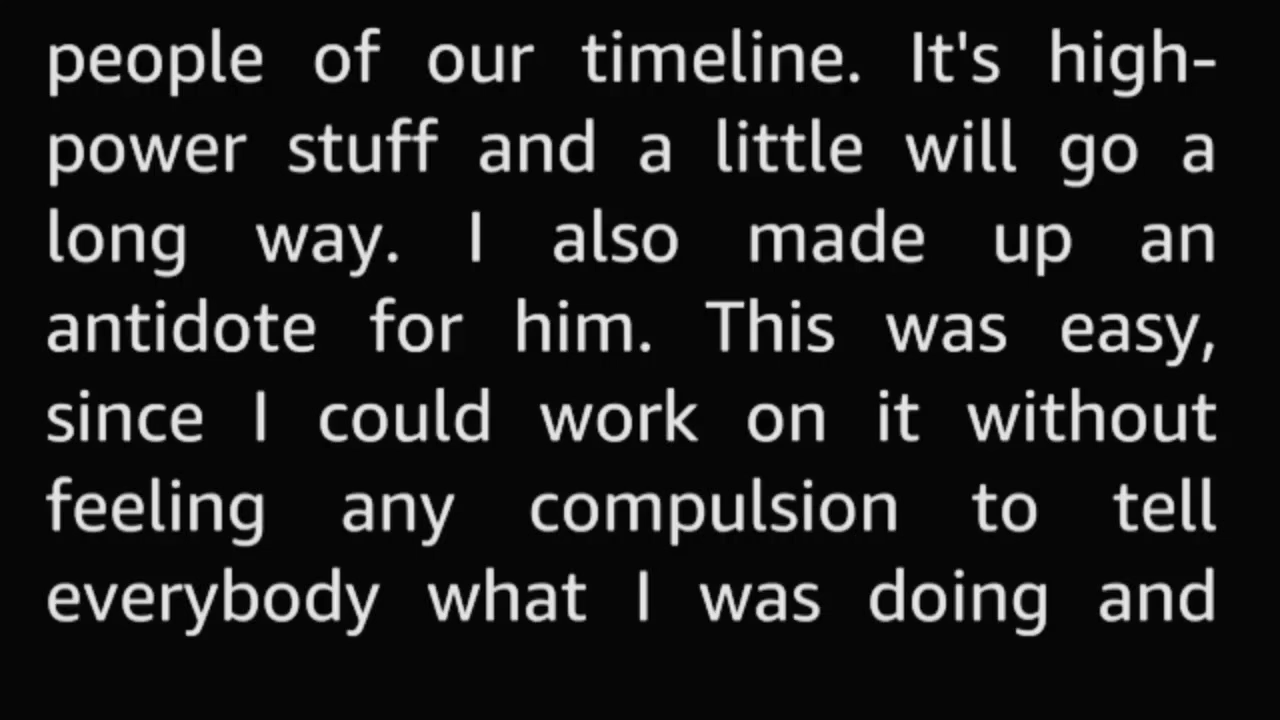 people of our timeline. It's high-
power stuff and a little will go a
long way. I also made up an
antidote for him. This was easy,
since I could work on it without
feeling any compulsion to tell
everybody what I was doing and